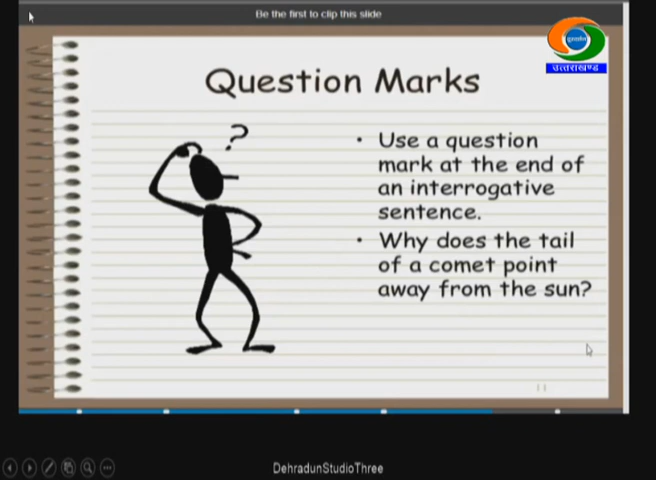 Be the first to clip this slide
उत्तराखण्ड
Question Marks
?
• Use a question
mark at the end of
an interrogative
sentence.
• Why does the tail
of a comet point
away from the sun?
11
DehradunStudioThree